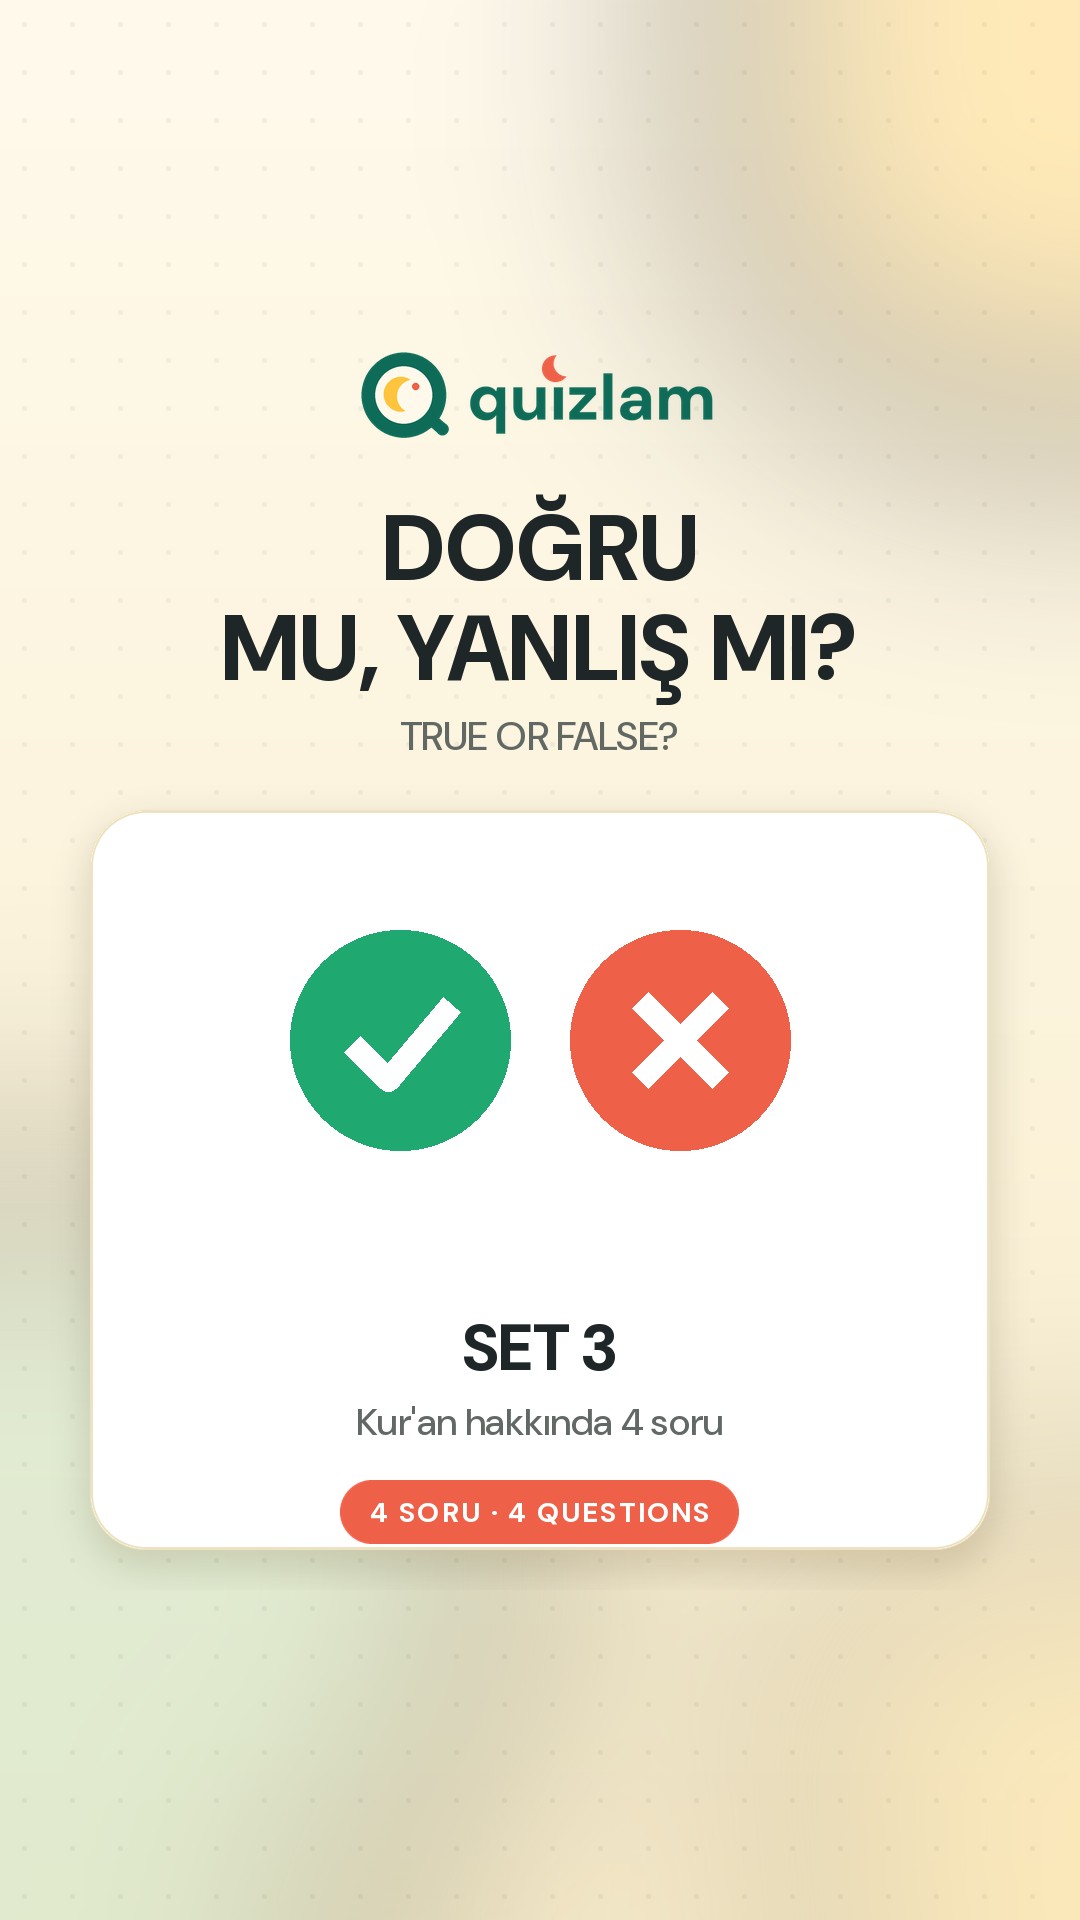 quizlam
DOĞRU
MU, YANLIŞ MI?
TRUE OR FALSE?
SET 3
Kur'an hakkında 4 soru
4 SORU · 4 QUESTIONS